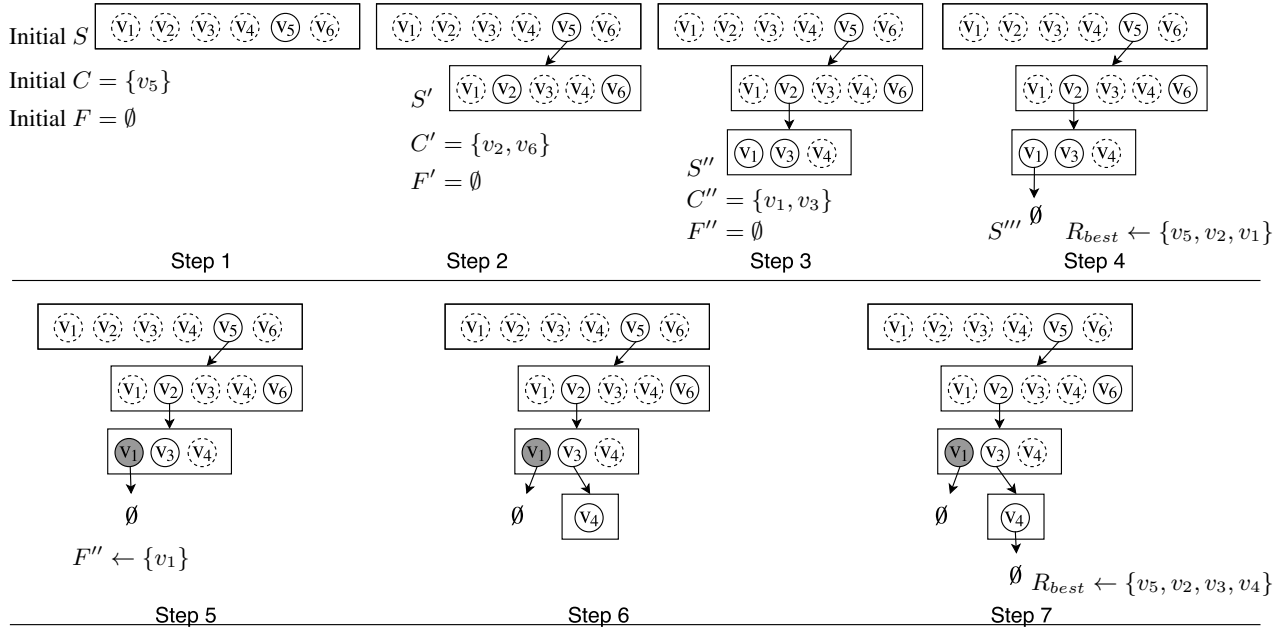 Initial S v1 v2 v3 v4 v5 v6
Initial C = {v5}
Initial F = ∅
Step 1
v1 v2 v3 v4 v5 v6
S′ v1 v2 v3 v4 v6
C′ = {v2, v6}
F′ = ∅
Step 2
v1 v2 v3 v4 v5 v6
v1 v2 v3 v4 v6
S′′ v1 v3 v4
C′′ = {v1, v3}
F′′ = ∅
Step 3
v1 v2 v3 v4 v5 v6
v1 v2 v3 v4 v6
v1 v3 v4
S′′′ ∅ R_best ← {v5, v2, v1}
Step 4
v1 v2 v3 v4 v5 v6
v1 v2 v3 v4 v6
v1 v3 v4
∅
F′′ ← {v1}
Step 5
v1 v2 v3 v4 v5 v6
v1 v2 v3 v4 v6
v1 v3 v4
∅ v4
Step 6
v1 v2 v3 v4 v5 v6
v1 v2 v3 v4 v6
v1 v3 v4
∅ v4
∅ R_best ← {v5, v2, v3, v4}
Step 7